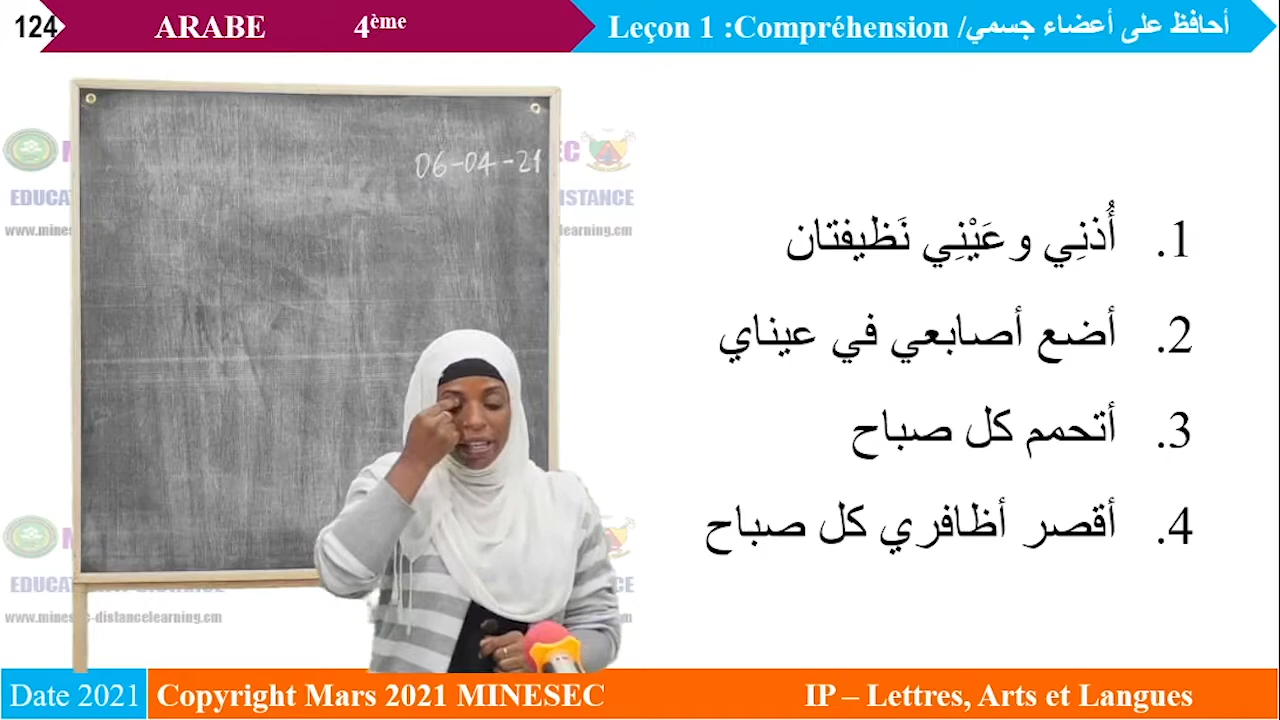 124 ARABE 4ème Leçon 1 :Compréhension /أحافظ على أعضاء جسمي
06-04-21
1. أُذنِي و عَيْنِي نَظيفتان
2. أضع أصابعي في عيناي
3. أتحمم كل صباح
4. أقصر أظافري كل صباح
Date 2021 Copyright Mars 2021 MINESEC IP – Lettres, Arts et Langues